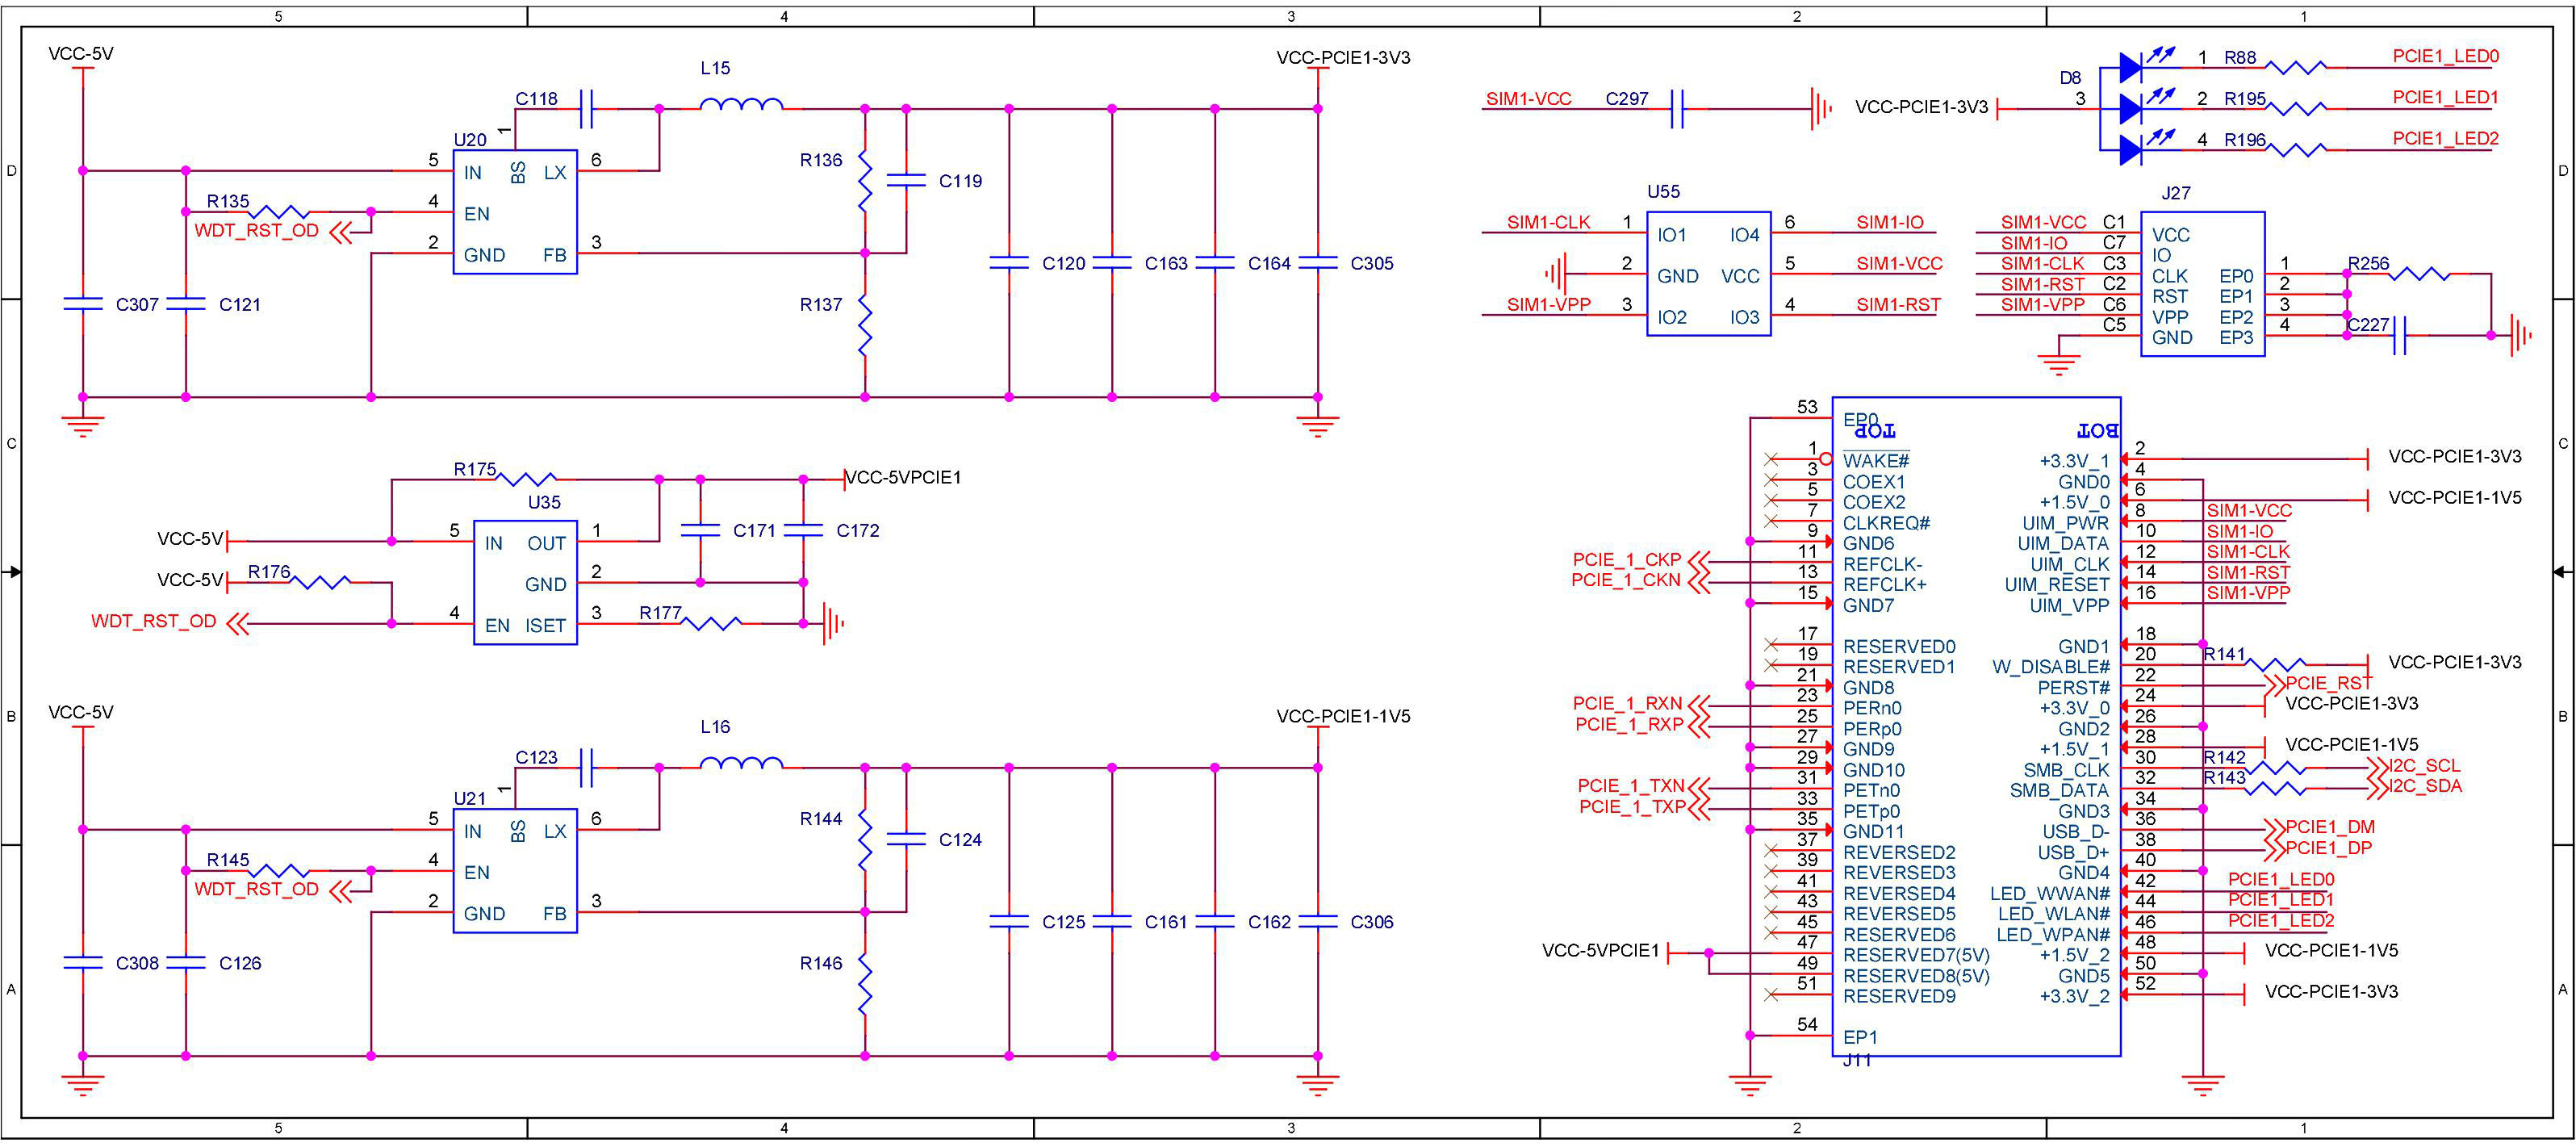 5 4 3 2 1
VCC-5V
L15
VCC-PCIE1-3V3
C118
1
U20
5 IN BS LX 6
R135
4 EN
WDT_RST_OD
2 GND FB 3
R136
C119
R137
C307 C121
C120 C163 C164 C305
SIM1-VCC C297
VCC-PCIE1-3V3 3 D8
1 R88 PCIE1_LED0
2 R195 PCIE1_LED1
4 R196 PCIE1_LED2
D
D
U55
SIM1-CLK 1 IO1 IO4 6 SIM1-IO
2 GND VCC 5 SIM1-VCC
SIM1-VPP 3 IO2 IO3 4 SIM1-RST
J27
SIM1-VCC C1 VCC
SIM1-IO C7 IO
SIM1-CLK C3 CLK EP0 1 R256
SIM1-RST C2 RST EP1 2
SIM1-VPP C6 VPP EP2 3
C5 GND EP3 4 C227
C
C
R175 VCC-5VPCIE1
U35
VCC-5V 5 IN OUT 1
C171 C172
VCC-5V R176 GND 2
WDT_RST_OD 4 EN ISET 3 R177
VCC-5V
L16
VCC-PCIE1-1V5
C123
1
U21
5 IN BS LX 6
R145
4 EN
WDT_RST_OD
2 GND FB 3
R144
C124
R146
C308 C126
C125 C161 C162 C306
B
B
A
A
53 EP0
TOP BOT
1 WAKE# +3.3V_1 2 VCC-PCIE1-3V3
3 COEX1 GND0 4
5 COEX2 +1.5V_0 6 VCC-PCIE1-1V5
7 CLKREQ# UIM_PWR 8 SIM1-VCC
9 GND6 UIM_DATA 10 SIM1-IO
PCIE_1_CKP 11 REFCLK- UIM_CLK 12 SIM1-CLK
PCIE_1_CKN 13 REFCLK+ UIM_RESET 14 SIM1-RST
15 GND7 UIM_VPP 16 SIM1-VPP
17 RESERVED0 GND1 18
19 RESERVED1 W_DISABLE# 20 R141 VCC-PCIE1-3V3
21 GND8 PERST# 22 PCIE_RST
PCIE_1_RXN 23 PERn0 +3.3V_0 24 VCC-PCIE1-3V3
PCIE_1_RXP 25 PERp0 GND2 26
27 GND9 +1.5V_1 28 VCC-PCIE1-1V5
29 GND10 SMB_CLK 30 R142 I2C_SCL
PCIE_1_TXN 31 PETn0 SMB_DATA 32 R143 I2C_SDA
PCIE_1_TXP 33 PETp0 GND3 34
35 GND11 USB_D- 36 PCIE1_DM
37 REVERSED2 USB_D+ 38 PCIE1_DP
39 REVERSED3 GND4 40
41 REVERSED4 LED_WWAN# 42 PCIE1_LED0
43 REVERSED5 LED_WLAN# 44 PCIE1_LED1
45 RESERVED6 LED_WPAN# 46 PCIE1_LED2
VCC-5VPCIE1 47 RESERVED7(5V) +1.5V_2 48 VCC-PCIE1-1V5
49 RESERVED8(5V) GND5 50
51 RESERVED9 +3.3V_2 52 VCC-PCIE1-3V3
54 EP1
J11
5 4 3 2 1